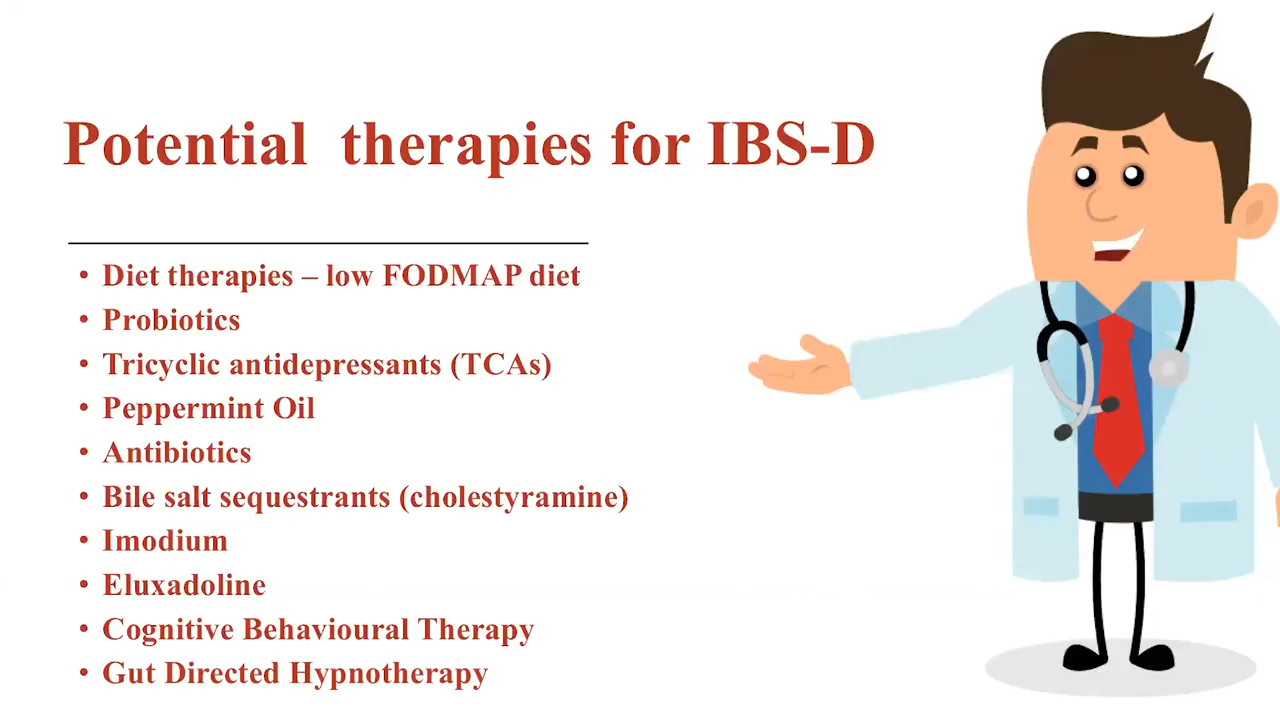 Potential therapies for IBS-D
• Diet therapies – low FODMAP diet
• Probiotics
• Tricyclic antidepressants (TCAs)
• Peppermint Oil
• Antibiotics
• Bile salt sequestrants (cholestyramine)
• Imodium
• Eluxadoline
• Cognitive Behavioural Therapy
• Gut Directed Hypnotherapy